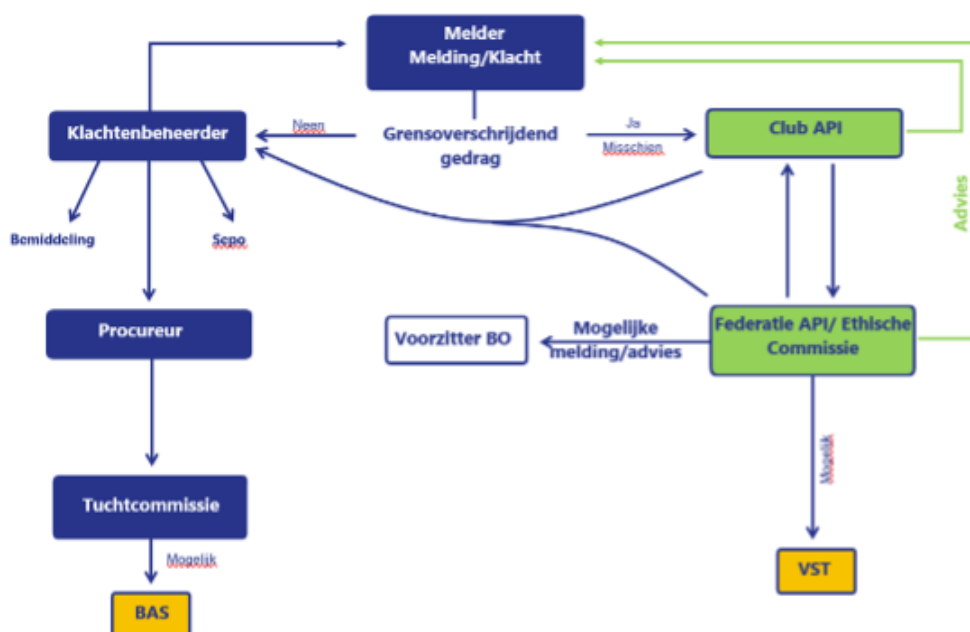 Melder
Melding/Klacht
Klachtenbeheerder
Neen
Grensoverschrijdend
gedrag
Ja
Misschien
Club API
Advies
Bemiddeling
Sepo
Procureur
Voorzitter BO
Mogelijke
melding/advies
Federatie API/ Ethische
Commissie
Mogelijk
Tuchtcommissie
Mogelijk
VST
BAS